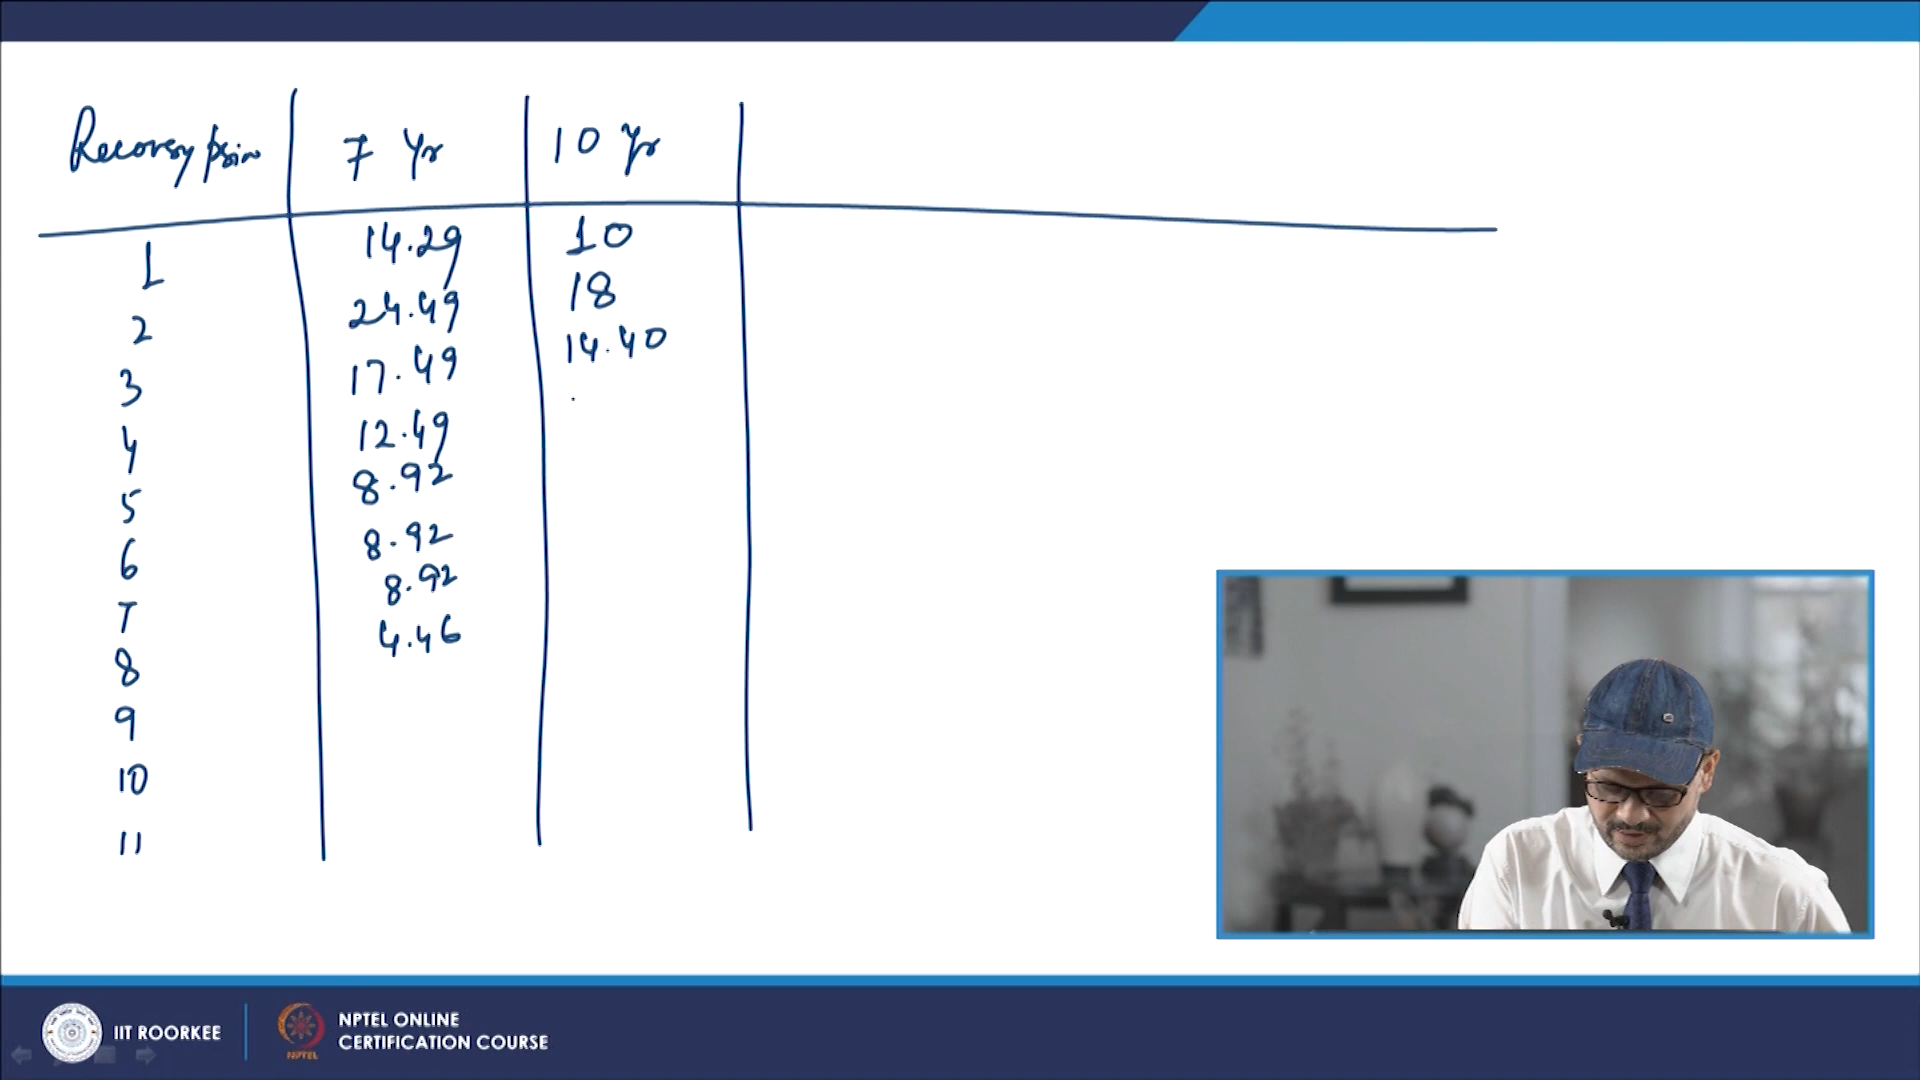 Recovery 7 Yr 10 Yr
1 14.29 10
2 24.49 18
3 17.49 14.40
4 12.49
5 8.92
6 8.92
7 8.92
8 4.46
9
10
11
IIT ROORKEE
NPTEL
NPTEL ONLINE
CERTIFICATION COURSE